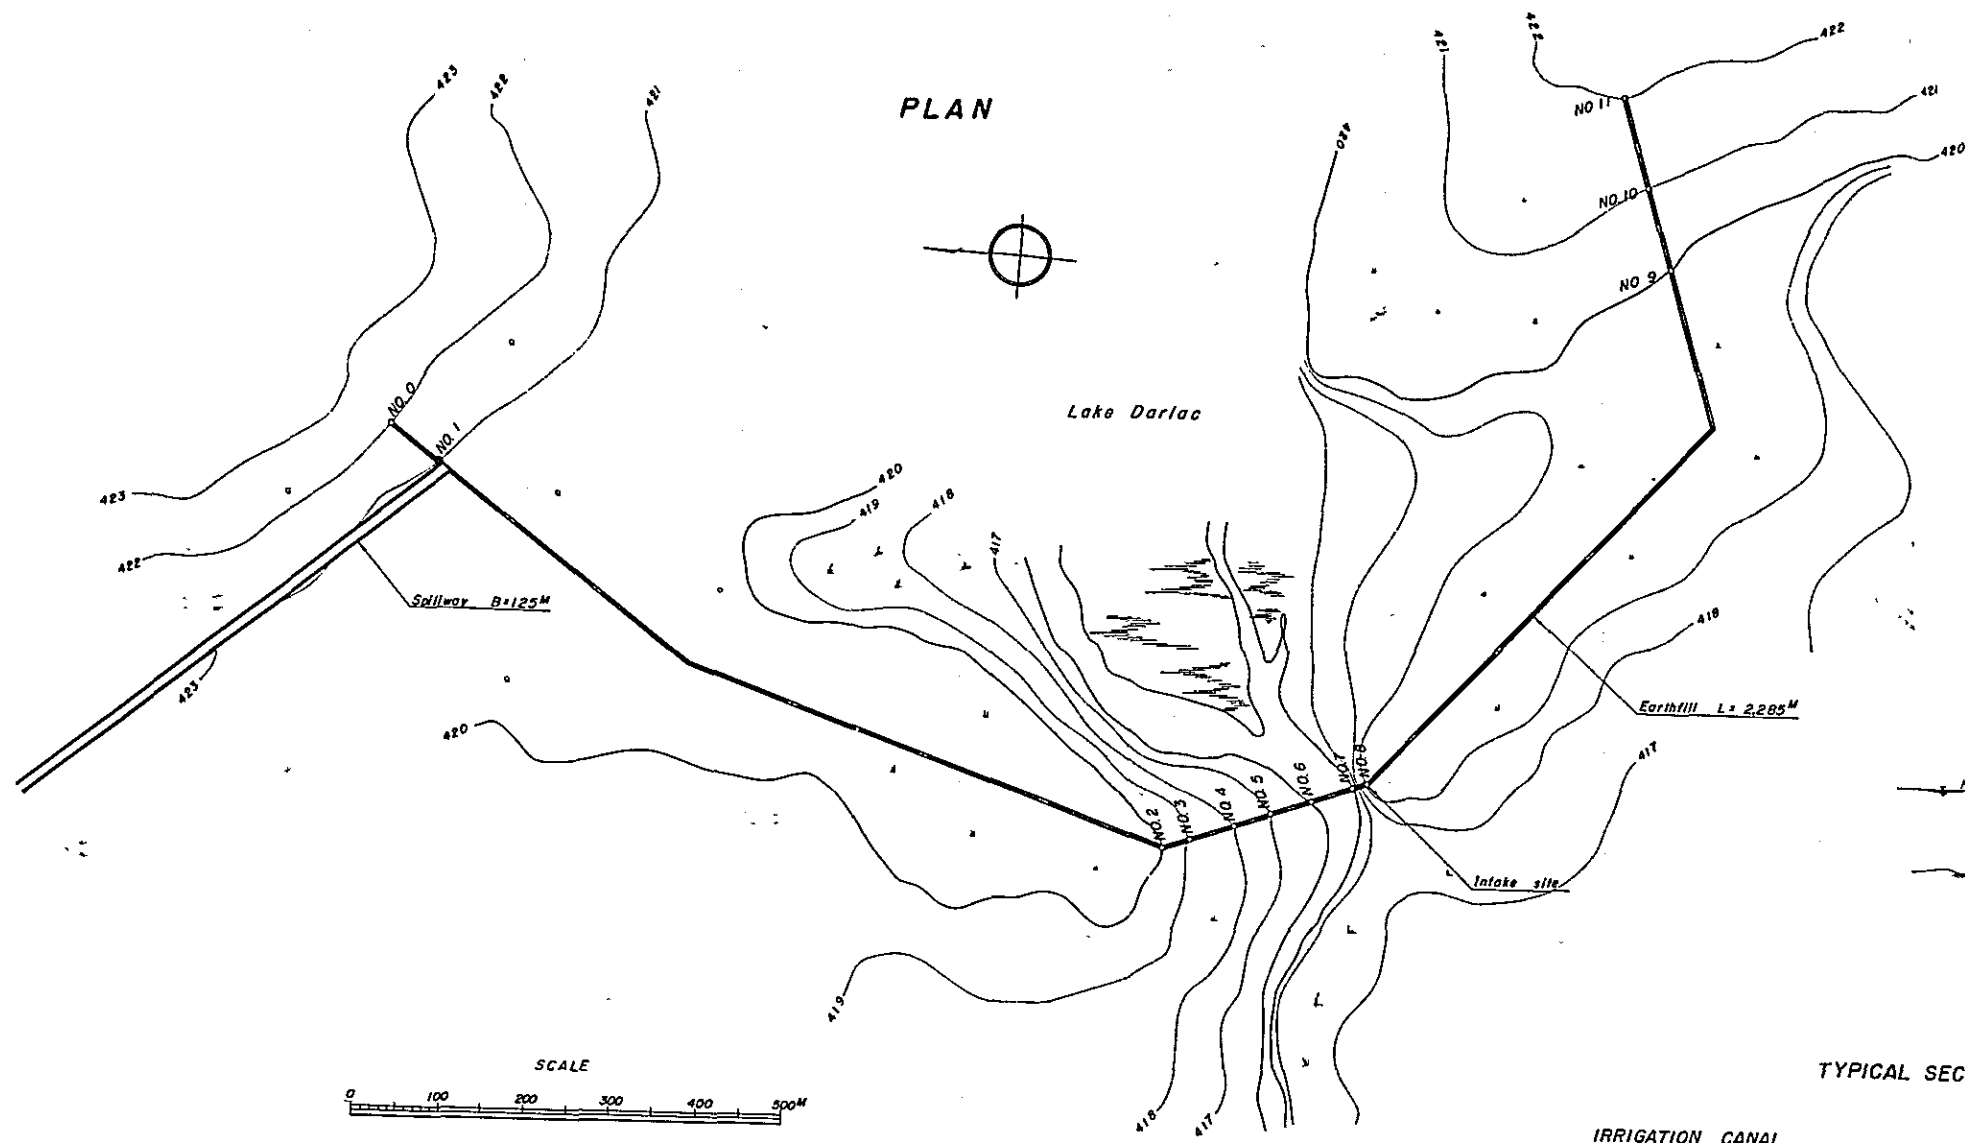 PLAN
423
422
421
420
421
422
422
421
420
NO 11
NO. 10
NO 9
NO. 0
NO. 1
Lake Darlac
423
422
420
419
418
417
Spillway B=125M
423
420
418
Earthfill L= 2,285M
417
NO. 2
NO. 3
NO. 4
NO. 5
NO. 6
NO. 7
NO. 8
Intake site
419
418
417
SCALE
0 100 200 300 400 500M
TYPICAL SEC
IRRIGATION CANAL